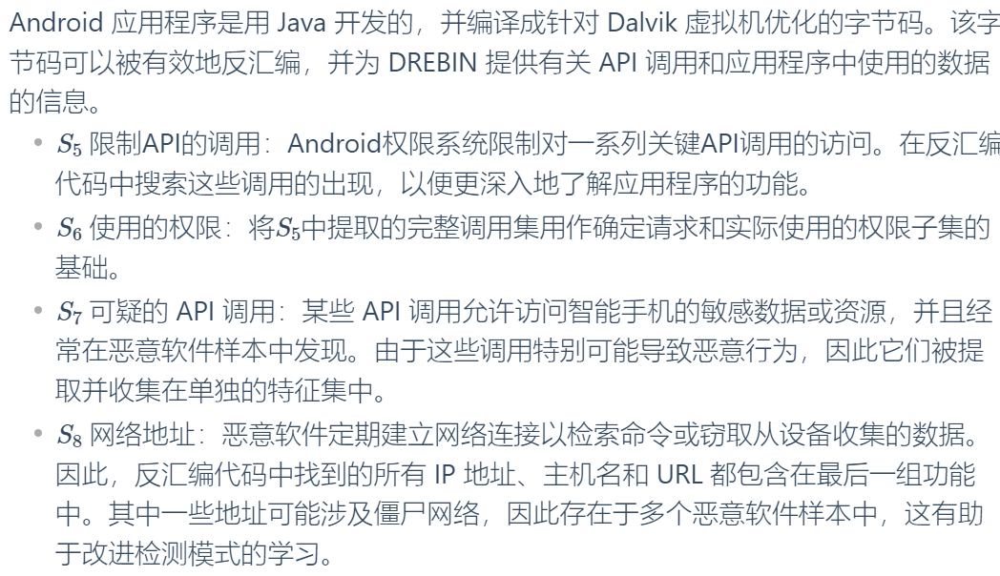 Android 应用程序是用 Java 开发的，并编译成针对 Dalvik 虚拟机优化的字节码。该字
节码可以被有效地反汇编，并为 DREBIN 提供有关 API 调用和应用程序中使用的数据
的信息。
• S₅ 限制API的调用：Android权限系统限制对一系列关键API调用的访问。在反汇编
代码中搜索这些调用的出现，以便更深入地了解应用程序的功能。
• S₆ 使用的权限：将S₅中提取的完整调用集用作确定请求和实际使用的权限子集的
基础。
• S₇ 可疑的 API 调用：某些 API 调用允许访问智能手机的敏感数据或资源，并且经
常在恶意软件样本中发现。由于这些调用特别可能导致恶意行为，因此它们被提
取并收集在单独的特征集中。
• S₈ 网络地址：恶意软件定期建立网络连接以检索命令或窃取从设备收集的数据。
因此，反汇编代码中找到的所有 IP 地址、主机名和 URL 都包含在最后一组功能
中。其中一些地址可能涉及僵尸网络，因此存在于多个恶意软件样本中，这有助
于改进检测模式的学习。